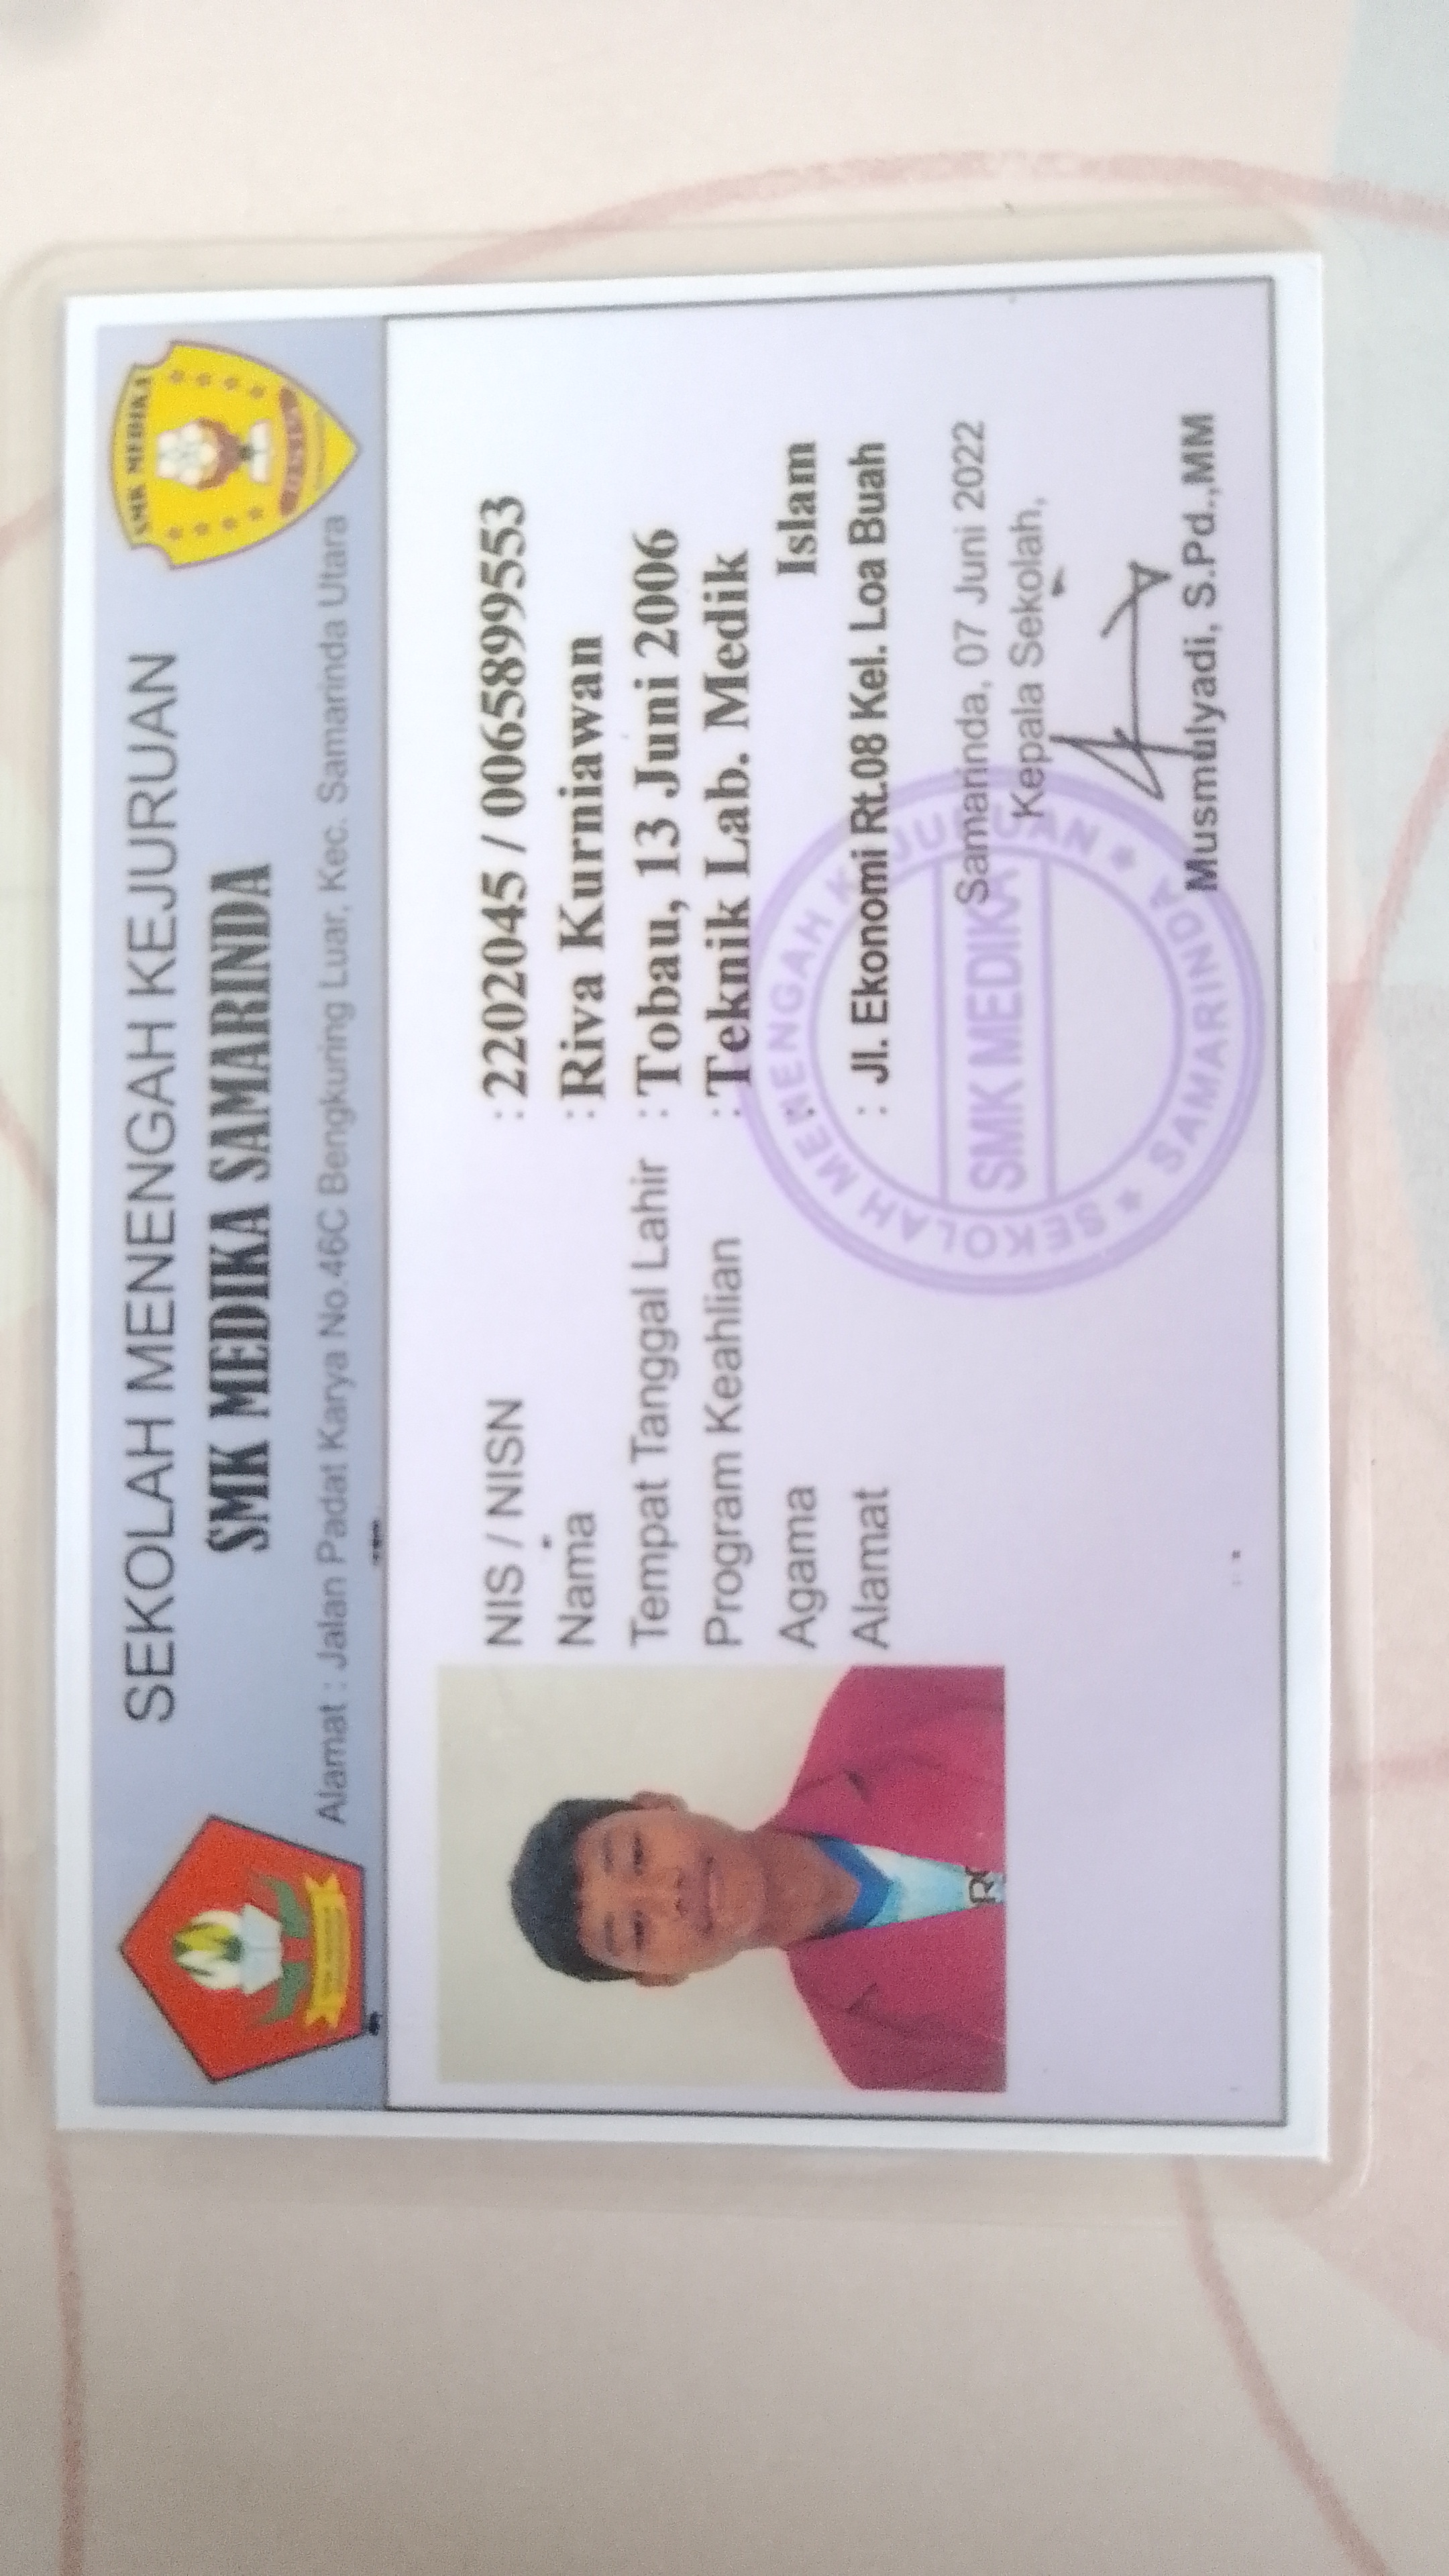 SEKOLAH MENENGAH KEJURUAN
SMK MEDIKA SAMARINDA
Alamat : Jalan Padat Karya No.46C Bengkuring Luar, Kec. Samarinda Utara
SMK MEDIKA
NIS / NISN : 2202045 / 0065899553
Nama : Riva Kurniawan
Tempat Tanggal Lahir : Tobau, 13 Juni 2006
Program Keahlian : Teknik Lab. Medik
Agama : Islam
Alamat : Jl. Ekonomi Rt.08 Kel. Loa Buah
Samarinda, 07 Juni 2022
Kepala Sekolah,
Musmulyadi, S.Pd.,MM
SEKOLAH MENENGAH KEJURUAN
SMK MEDIKA
SAMARINDA